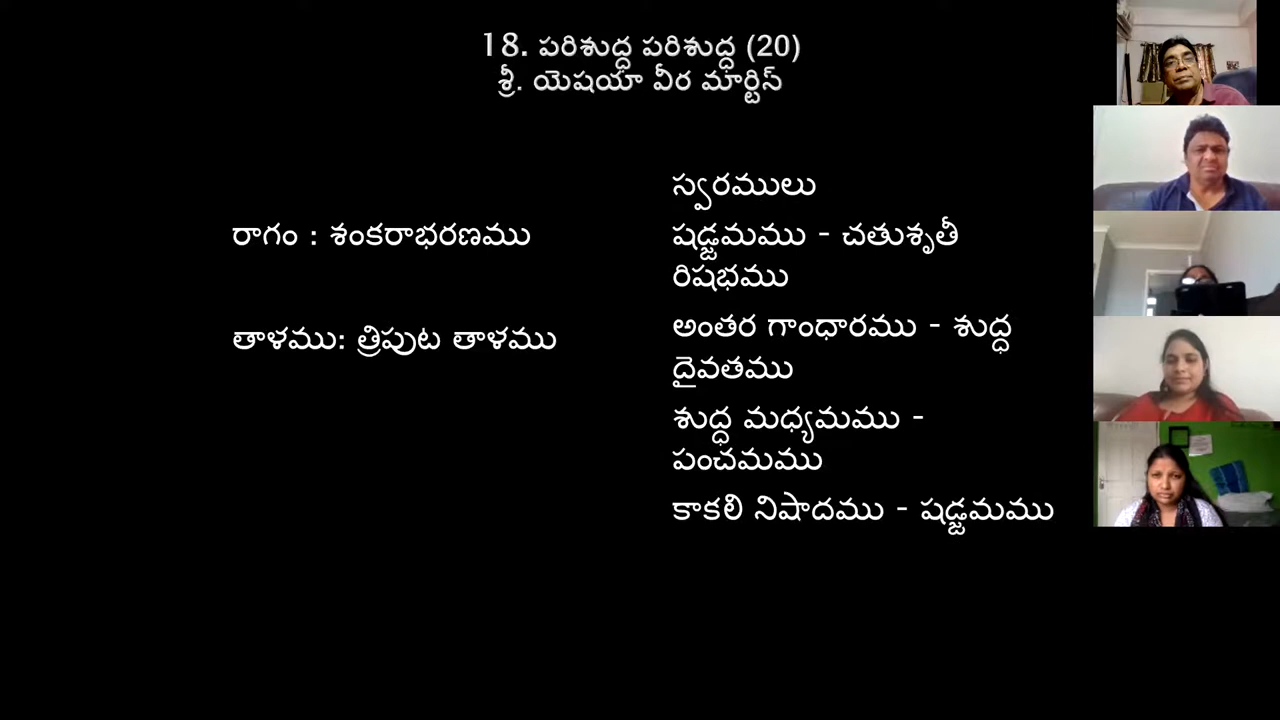 18. పరిశుద్ధ పరిశుద్ధ (20)
శ్రీ. యెషయా వీర మార్టిస్
రాగం : శంకరాభరణము
తాళము: త్రిపుట తాళము
స్వరములు
షడ్జమము - చతుశృతీ
రిషభము
అంతర గాంధారము - శుద్ధ
దైవతము
శుద్ధ మధ్యమము -
పంచమము
కాకలి నిషాదము - షడ్జమము